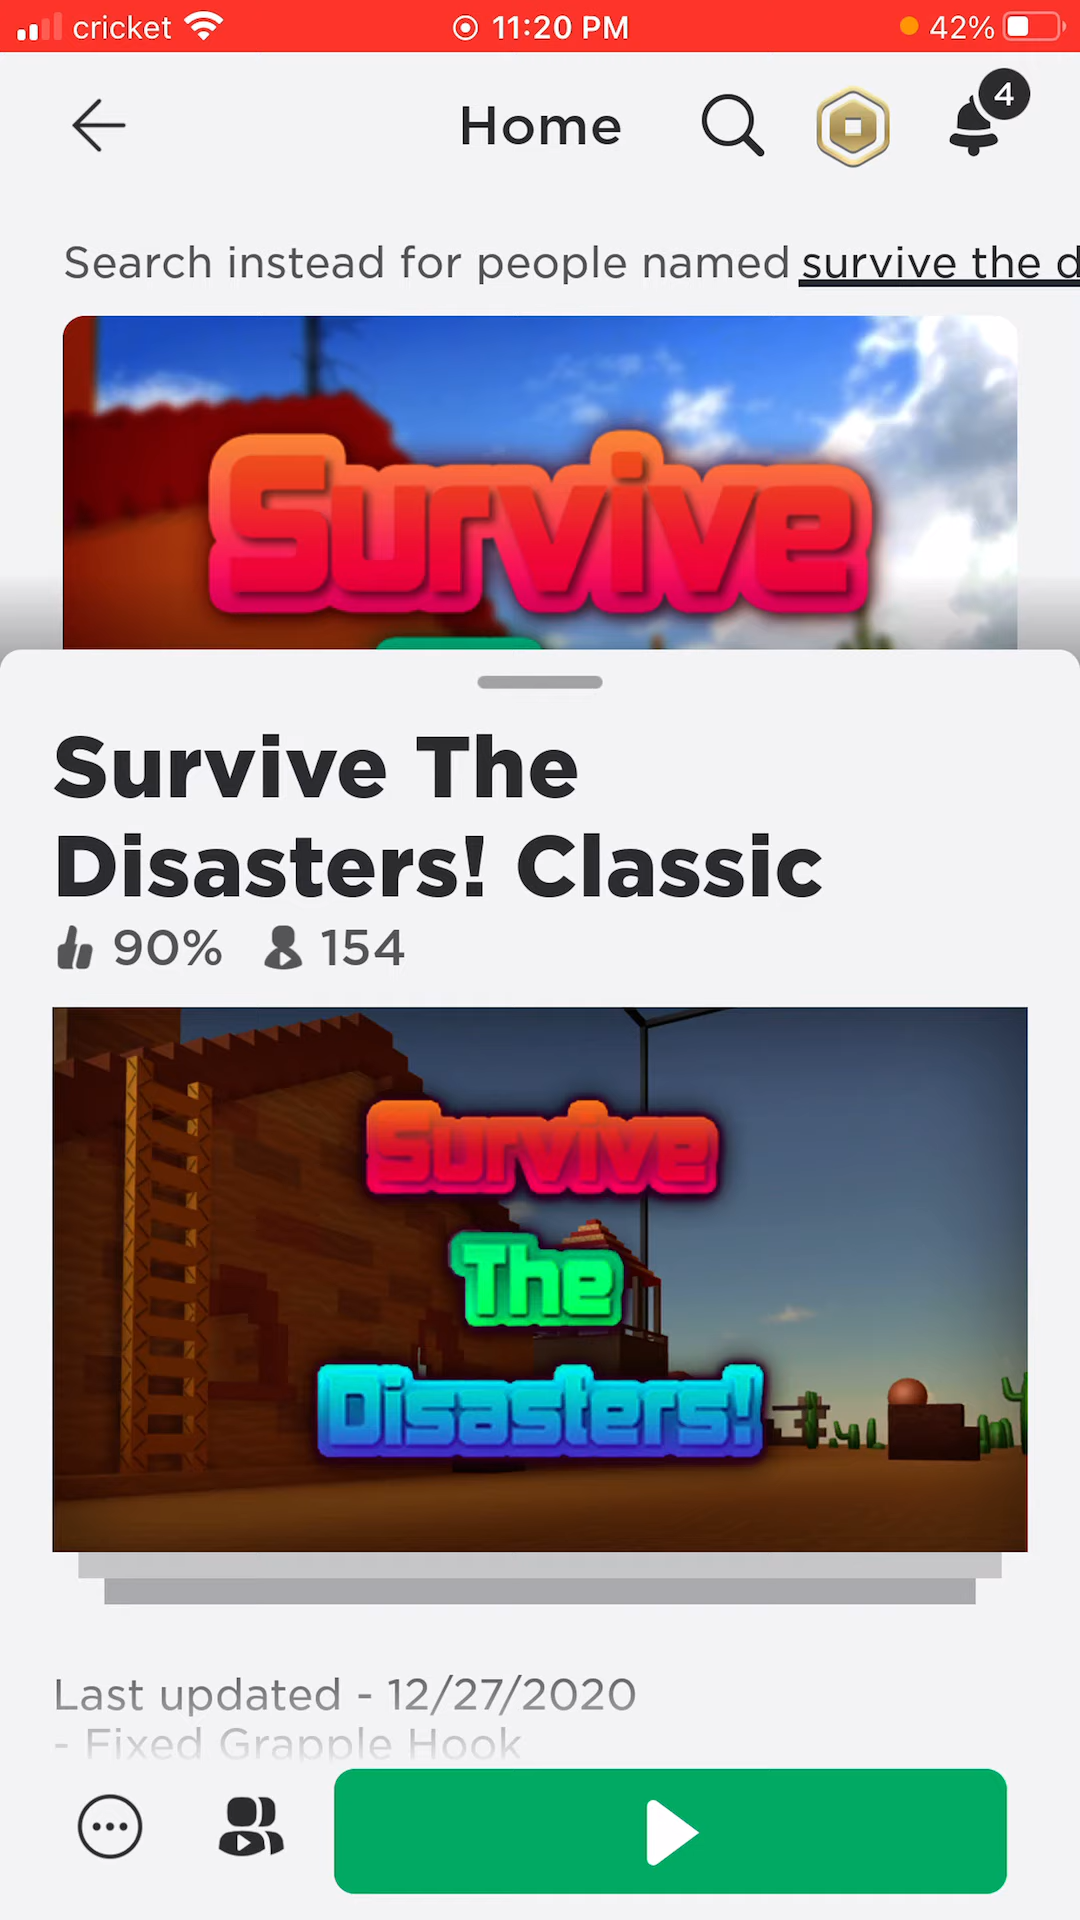 cricket 11:20 PM 42%
Home 4
Search instead for people named survive the d
Survive
Survive The
Disasters! Classic
90% 154
Survive
The
Disasters!
Last updated - 12/27/2020
- Fixed Grapple Hook